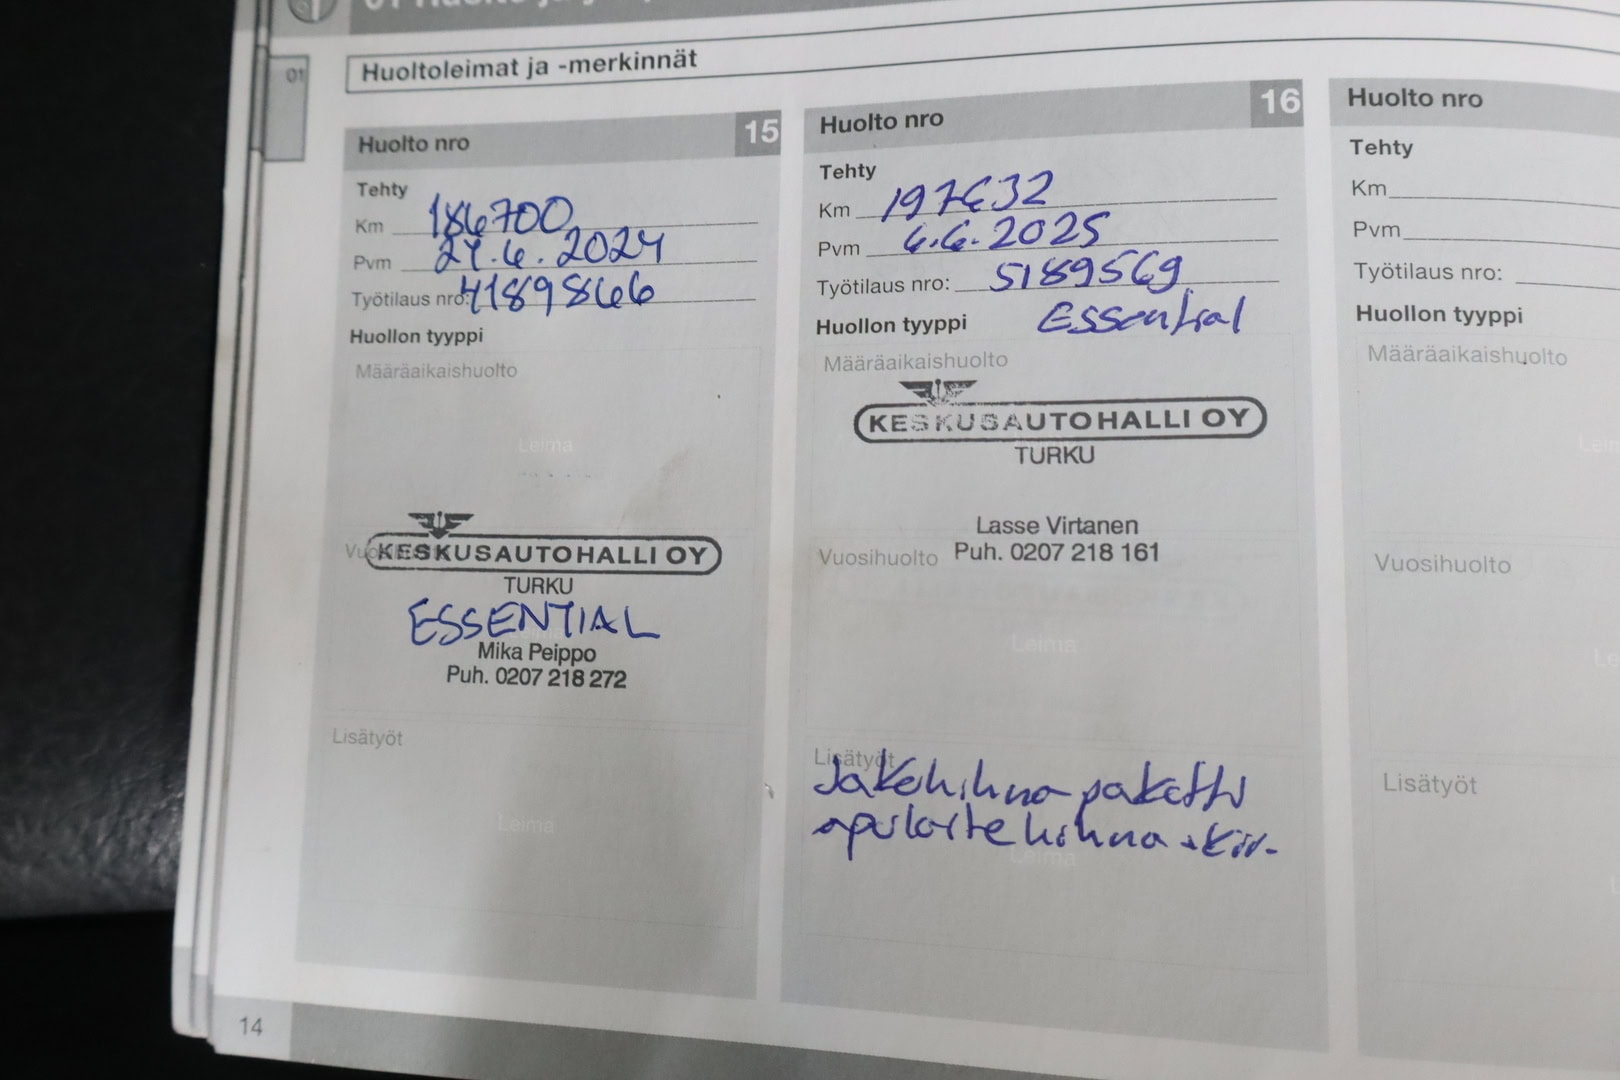 01
Huoltoleimat ja -merkinnät
Huolto nro 15
Tehty
Km 186700
Pvm 24.6.2024
Työtilaus nro: 4189866
Huollon tyyppi
Määräaikaishuolto
Leima
KESKUSAUTOHALLI OY
TURKU
ESSENTIAL
Mika Peippo
Puh. 0207 218 272
Lisätyöt
Leima
Huolto nro 16
Tehty
Km 197632
Pvm 6.6.2025
Työtilaus nro: 5189569
Huollon tyyppi Essential
Määräaikaishuolto
KESKUSAUTOHALLI OY
TURKU
Lasse Virtanen
Puh. 0207 218 161
Vuosihuolto
Leima
Lisätyöt
Jakohihna paketti
apulaitehihna + kir.
Leima
Huolto nro
Tehty
Km
Pvm
Työtilaus nro:
Huollon tyyppi
Määräaikaishuolto
Vuosihuolto
Lisätyöt
14